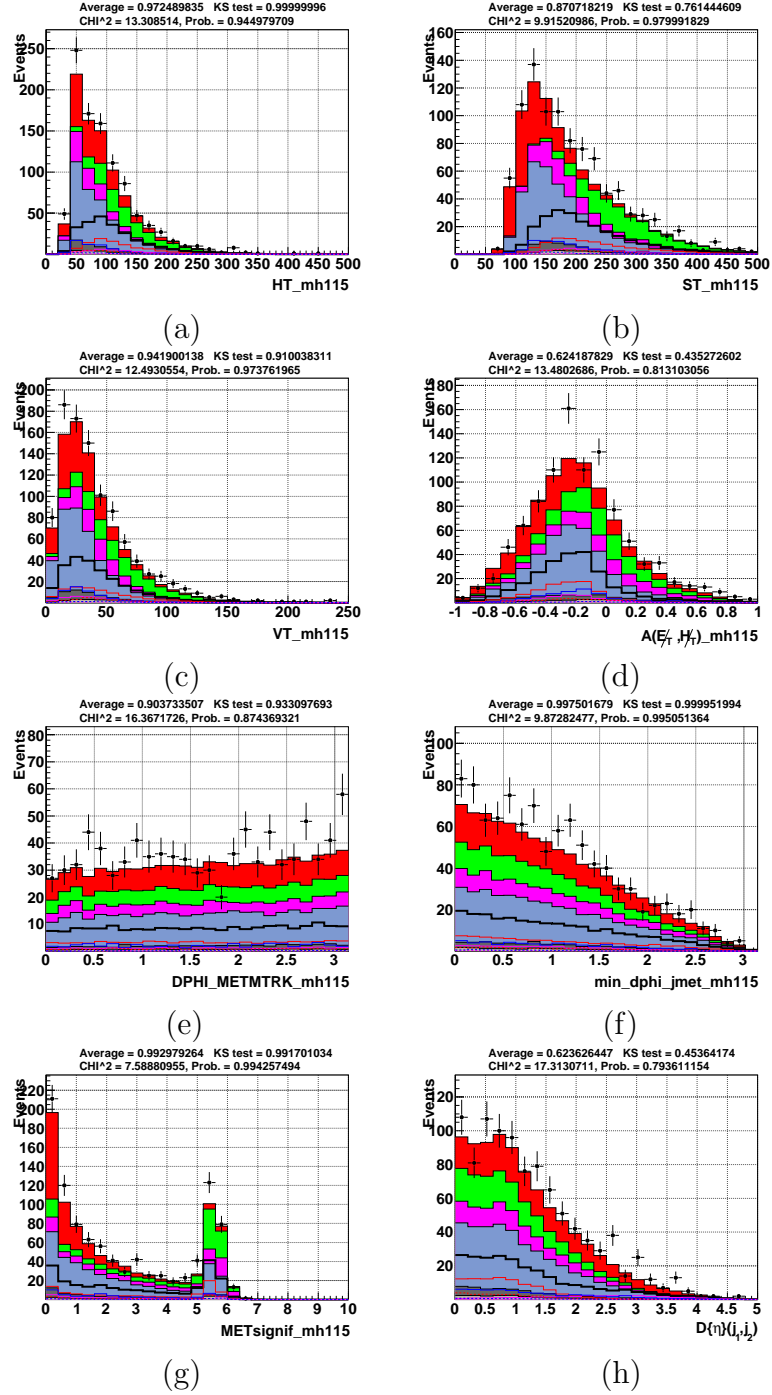 Average = 0.972489835 KS test = 0.99999996
CHI^2 = 13.308514, Prob. = 0.944979709
Events
250
200
150
100
50
0 50 100 150 200 250 300 350 400 450 500
HT_mh115
(a)
Average = 0.870718219 KS test = 0.761444609
CHI^2 = 9.91520986, Prob. = 0.979991829
Events
160
140
120
100
80
60
40
20
0 100 200 300 400 500
ST_mh115
(b)
Average = 0.941900138 KS test = 0.910038311
CHI^2 = 12.4930554, Prob. = 0.973761965
Events
200
180
160
140
120
100
80
60
40
20
0 50 100 150 200 250
VT_mh115
(c)
Average = 0.624187829 KS test = 0.435272602
CHI^2 = 13.4802686, Prob. = 0.813103056
Events
180
160
140
120
100
80
60
40
20
-1 -0.8 -0.6 -0.4 -0.2 0 0.2 0.4 0.6 0.8 1
A(E̸T ,H̸T)_mh115
(d)
Average = 0.903733507 KS test = 0.933097693
CHI^2 = 16.3671726, Prob. = 0.874369321
Events
80
70
60
50
40
30
20
10
0 0.5 1 1.5 2 2.5 3
DPHI_METMTRK_mh115
(e)
Average = 0.997501679 KS test = 0.999951994
CHI^2 = 9.87282477, Prob. = 0.995051364
Events
100
80
60
40
20
0 0.5 1 1.5 2 2.5 3
min_dphi_jmet_mh115
(f)
Average = 0.992979264 KS test = 0.991701034
CHI^2 = 7.58880955, Prob. = 0.994257494
Events
220
200
180
160
140
120
100
80
60
40
20
0 1 2 3 4 5 6 7 8 9 10
METsignif_mh115
(g)
Average = 0.623626447 KS test = 0.45364174
CHI^2 = 17.3130711, Prob. = 0.793611154
Events
120
100
80
60
40
20
0 0.5 1 1.5 2 2.5 3 3.5 4 4.5 5
D{η}(j1,j2)
(h)